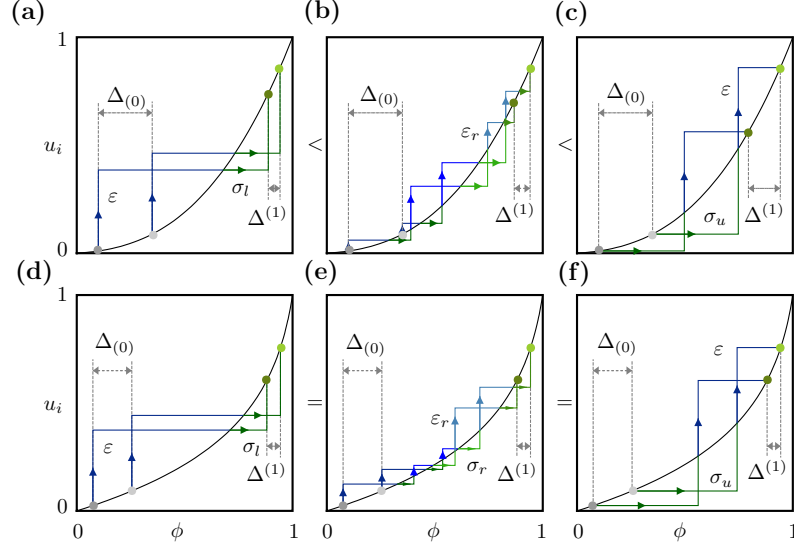 (a) (b) (c)
1
Δ(0) Δ(0) Δ(0)
ε
u_i < ε_r <
ε σ_l σ_u
Δ^(1) Δ^(1) Δ^(1)
0
(d) (e) (f)
1
Δ(0) Δ(0) Δ(0)
ε
u_i = ε_r =
ε σ_l σ_r σ_u
Δ^(1) Δ^(1) Δ^(1)
0
0 φ 1 0 φ 1 0 φ 1